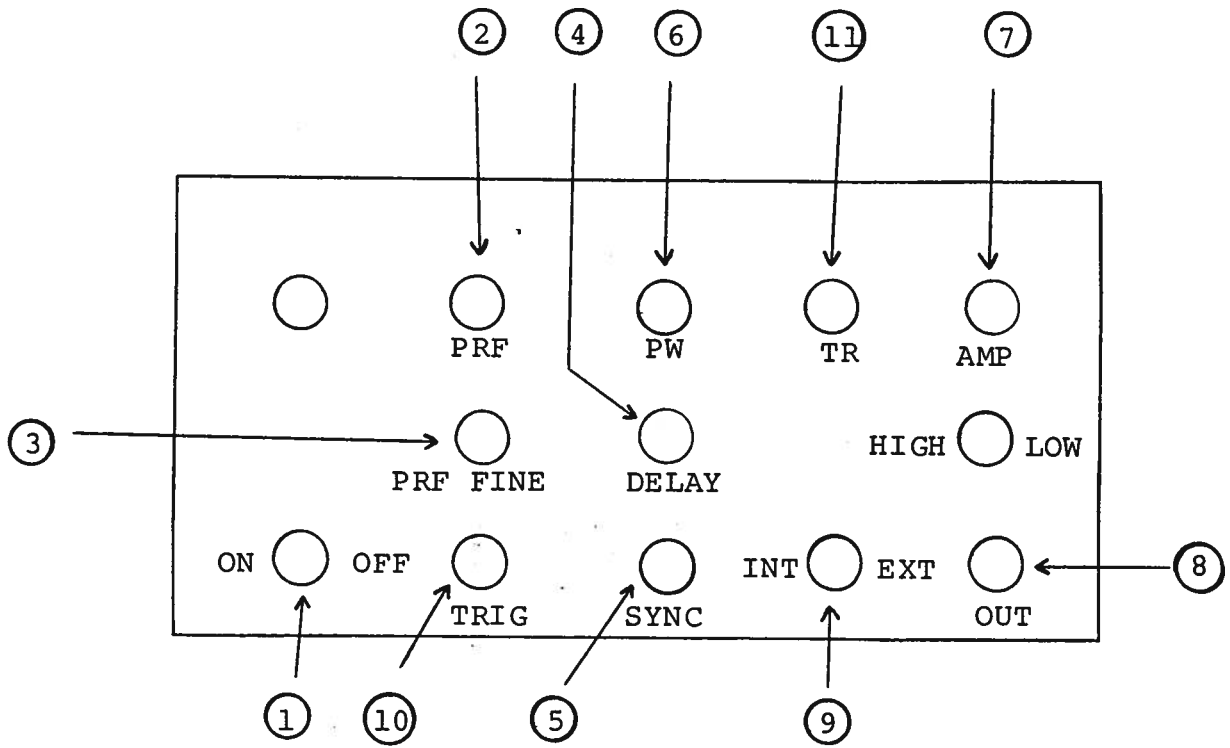 2 4 6 11 7
PRF PW TR AMP
3 HIGH LOW
PRF FINE DELAY
ON OFF INT EXT 8
TRIG SYNC OUT
1 10 5 9